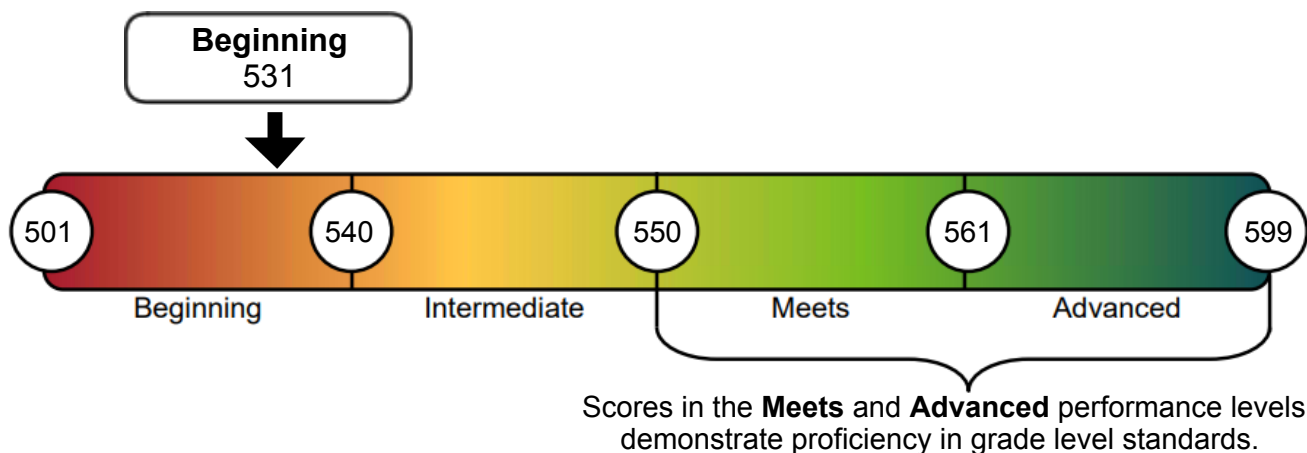 Beginning
531
501 540 550 561 599
Beginning Intermediate Meets Advanced
Scores in the Meets and Advanced performance levels
demonstrate proficiency in grade level standards.